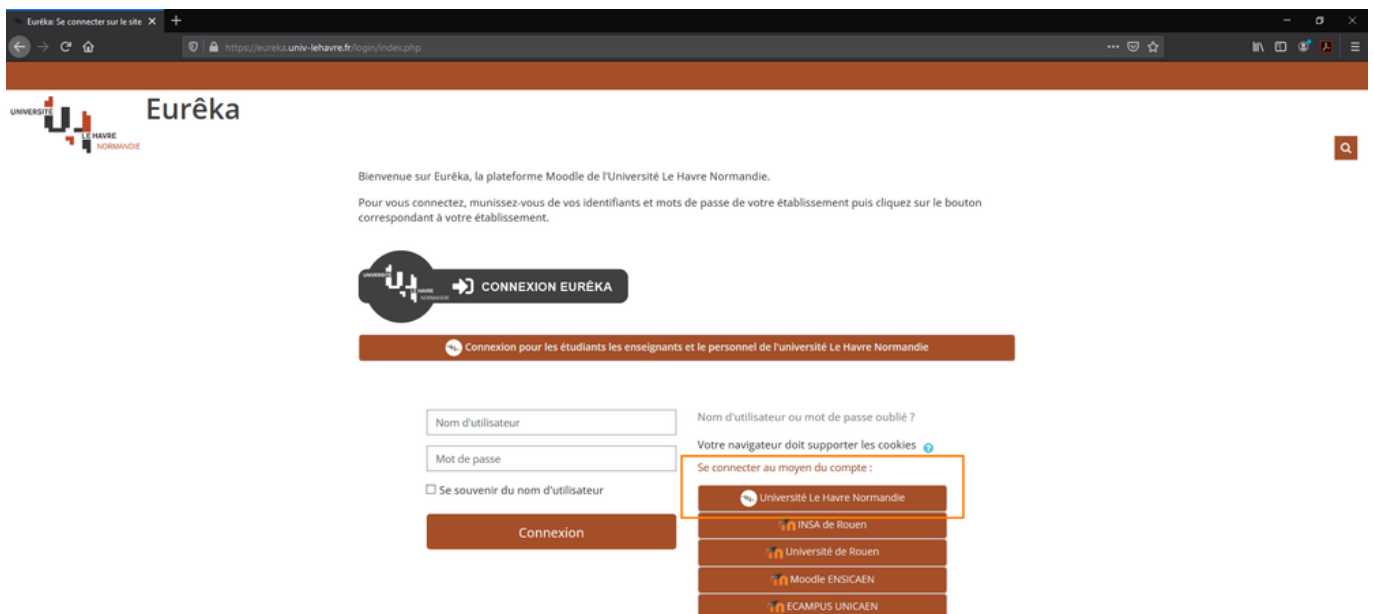 Eurêka: Se connecter sur le site
https://eureka.univ-lehavre.fr/login/index.php
UNIVERSITÉ
LE HAVRE
NORMANDIE
Eurêka
Bienvenue sur Eurêka, la plateforme Moodle de l'Université Le Havre Normandie.
Pour vous connectez, munissez-vous de vos identifiants et mots de passe de votre établissement puis cliquez sur le bouton
correspondant à votre établissement.
UNIVERSITÉ
LE HAVRE
NORMANDIE
CONNEXION EURÊKA
Connexion pour les étudiants les enseignants et le personnel de l'université Le Havre Normandie
Nom d'utilisateur
Mot de passe
Se souvenir du nom d'utilisateur
Connexion
Nom d'utilisateur ou mot de passe oublié ?
Votre navigateur doit supporter les cookies
Se connecter au moyen du compte :
Université Le Havre Normandie
INSA de Rouen
Université de Rouen
Moodle ENSICAEN
ECAMPUS UNICAEN